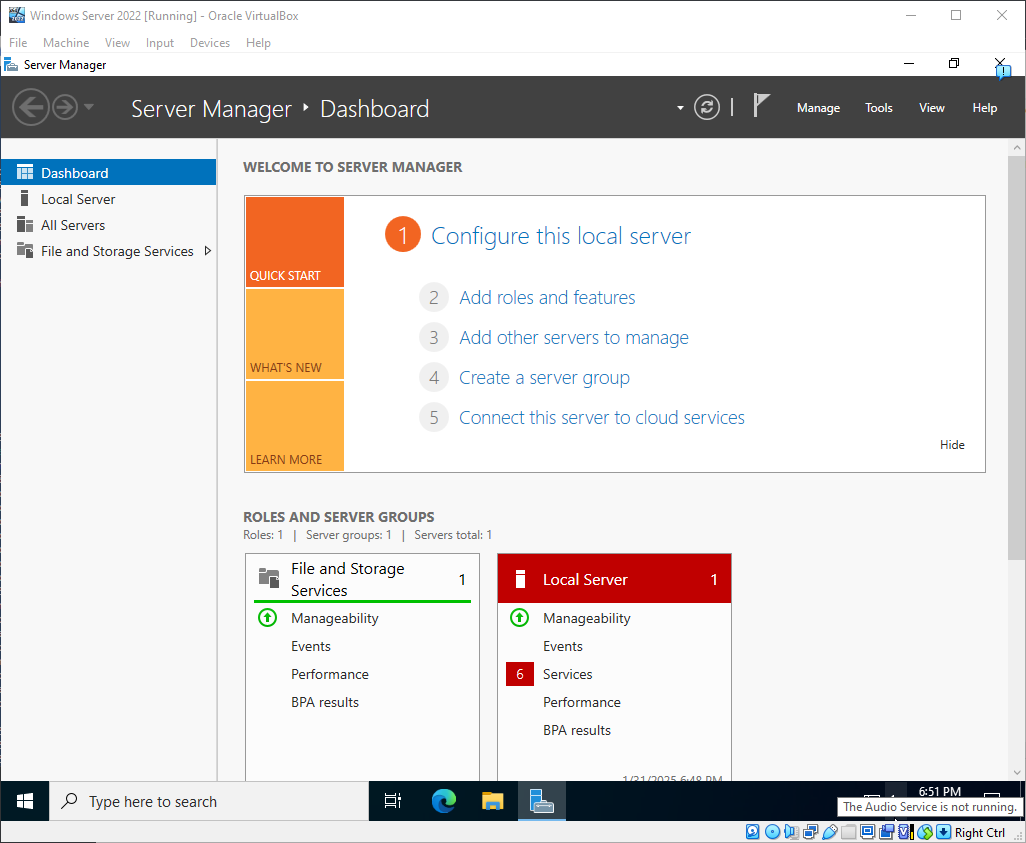 Windows Server 2022 [Running] - Oracle VirtualBox
File Machine View Input Devices Help
Server Manager
Server Manager ‣ Dashboard
Manage Tools View Help
Dashboard
Local Server
All Servers
File and Storage Services
WELCOME TO SERVER MANAGER
QUICK START
WHAT'S NEW
LEARN MORE
1 Configure this local server
2 Add roles and features
3 Add other servers to manage
4 Create a server group
5 Connect this server to cloud services
Hide
ROLES AND SERVER GROUPS
Roles: 1 | Server groups: 1 | Servers total: 1
File and Storage
Services
1
Manageability
Events
Performance
BPA results
Local Server 1
Manageability
Events
6 Services
Performance
BPA results
1/31/2025 6:48 PM
Type here to search
6:51 PM
The Audio Service is not running.
Right Ctrl